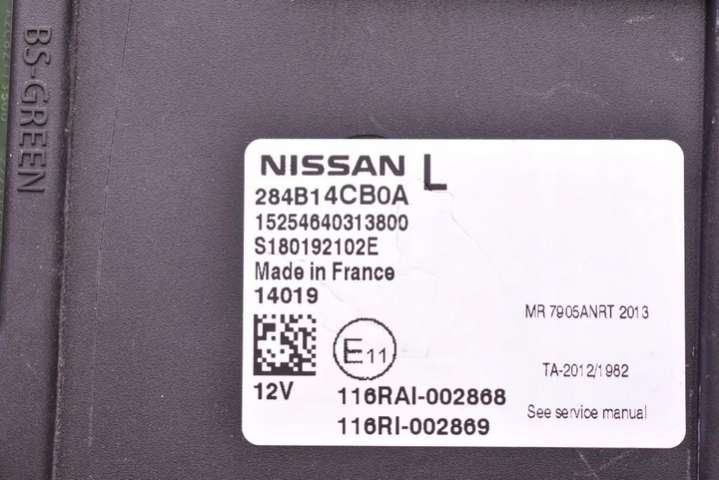 BS-GREEN
NISSAN L
284B14CB0A
15254640313800
S180192102E
Made in France
14019
MR 7905ANRT 2013
E11
TA-2012/1982
12V
116RAI-002868
See service manual
116RI-002869